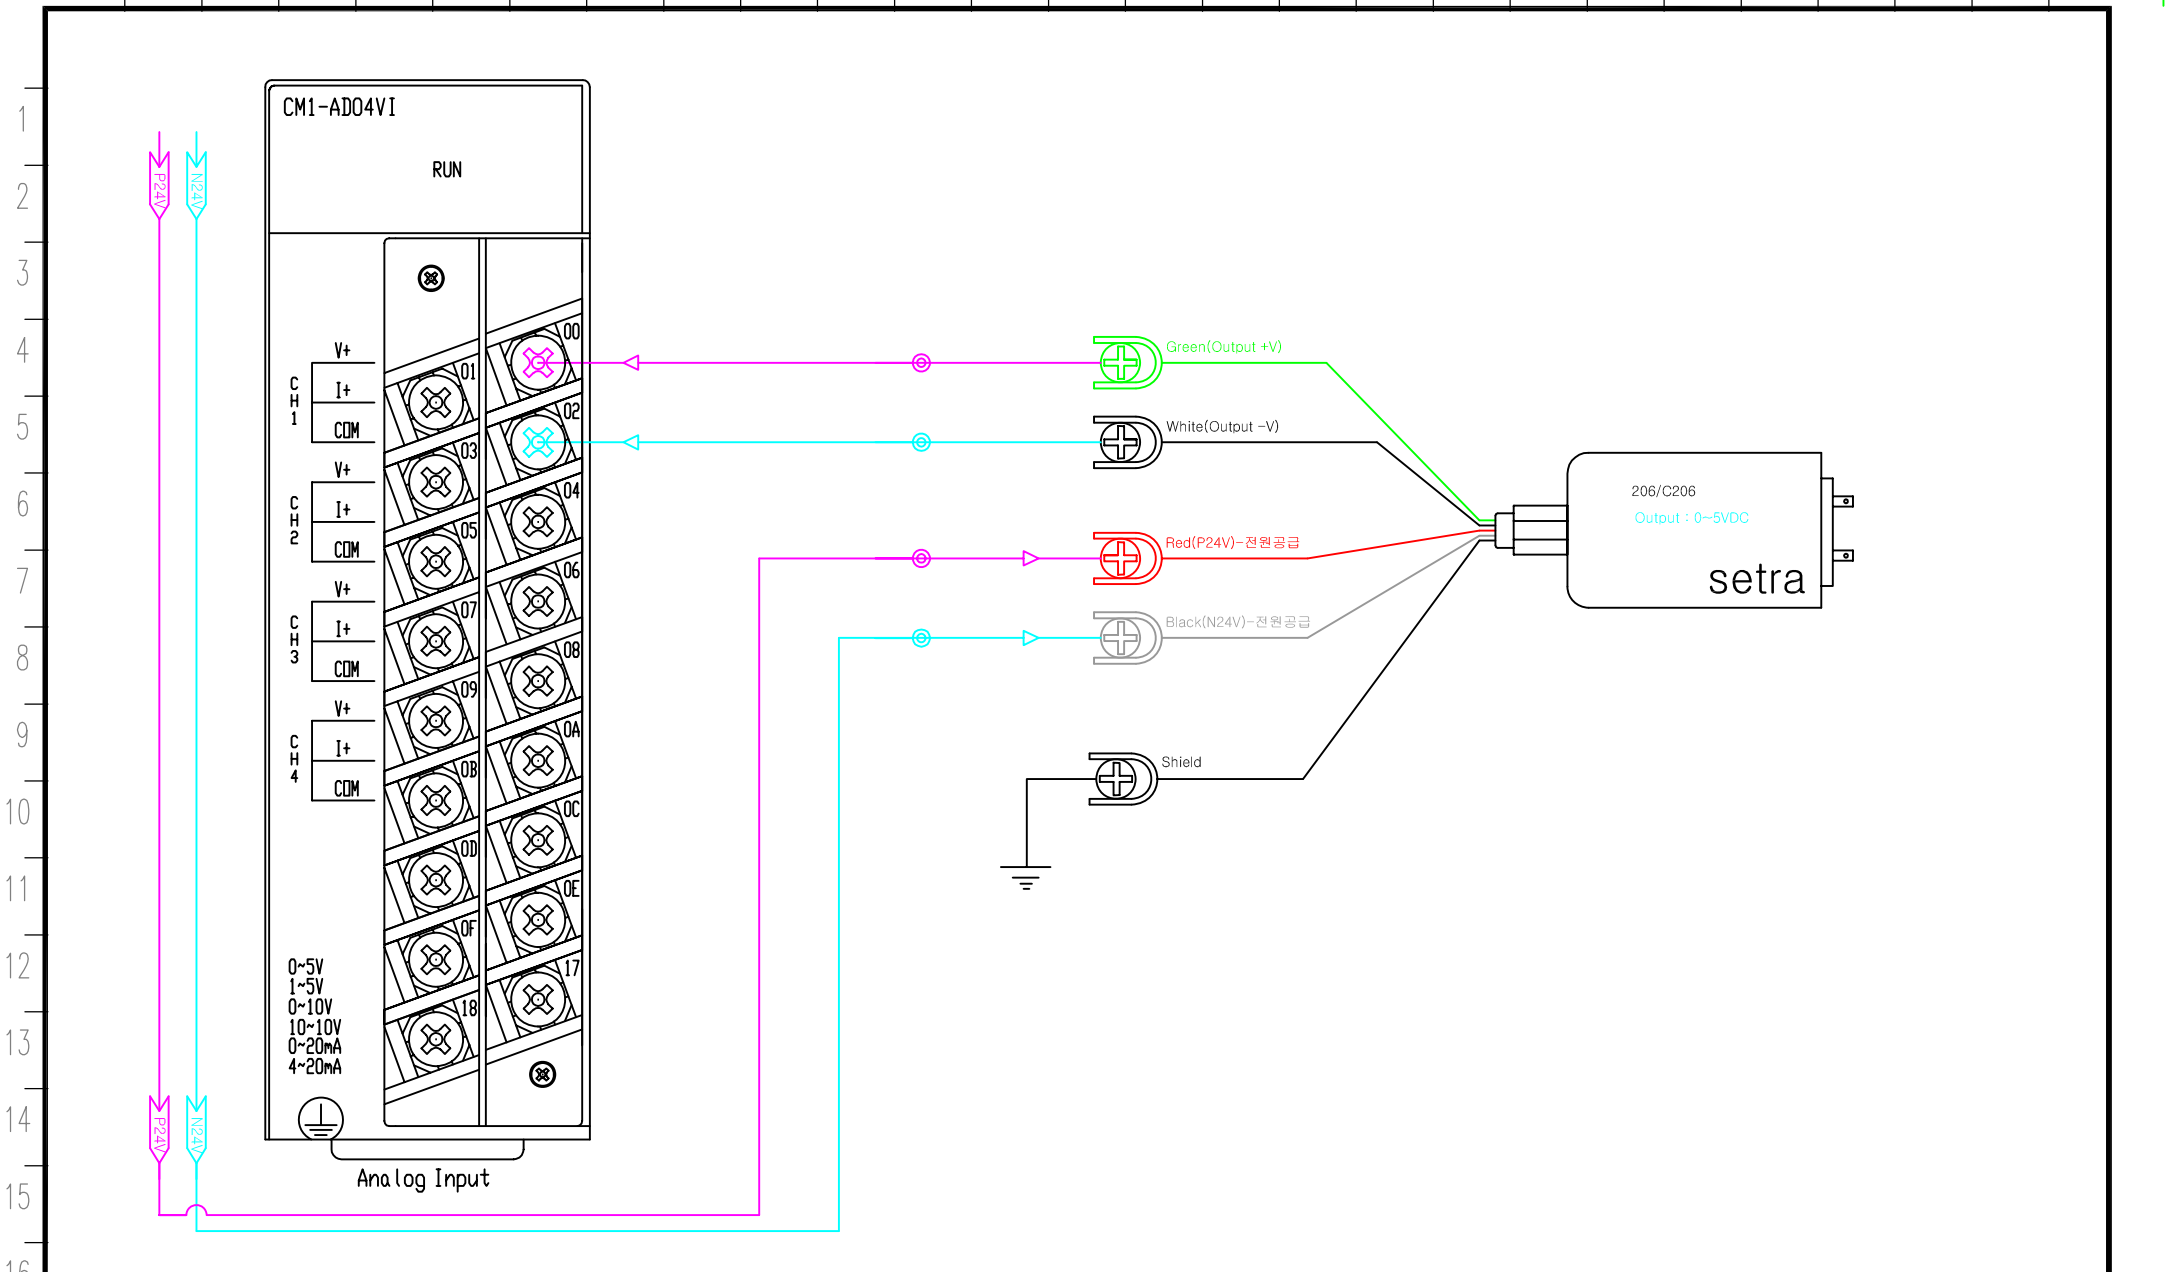 CM1-AD04VI
RUN
P24V
N24V
1
2
3
4
5
6
7
8
9
10
11
12
13
14
15
16
CH1
V+
I+
COM
CH2
V+
I+
COM
CH3
V+
I+
COM
CH4
V+
I+
COM
00
01
02
03
04
05
06
07
08
09
0A
0B
0C
0D
0E
0F
17
18
0~5V
1~5V
0~10V
10~10V
0~20mA
4~20mA
P24V
N24V
Analog Input
Green(Output +V)
White(Output -V)
Red(P24V)-전원공급
Black(N24V)-전원공급
Shield
206/C206
Output : 0~5VDC
setra